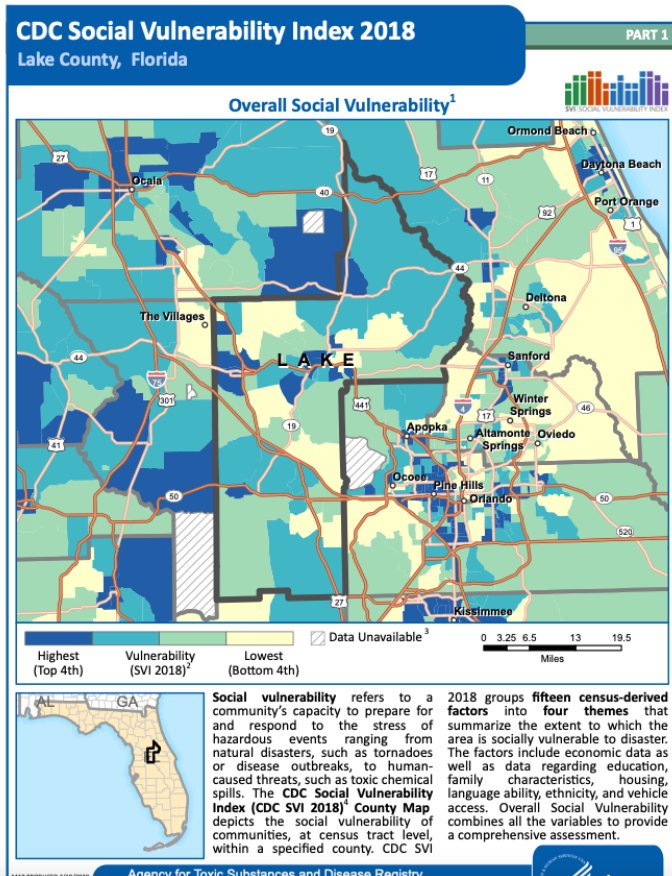 CDC Social Vulnerability Index 2018
PART 1
Lake County, Florida
SVI SOCIAL VULNERABILITY INDEX
Overall Social Vulnerability1
19
Ormond Beach
27
17
Daytona Beach
Ocala
11
40
Port Orange
92
1
95
44
Deltona
The Villages
LAKE
44
Sanford
75
301
441
4
Winter
Springs
46
17
19
Apopka
Altamonte
Springs
Oviedo
41
Ocoee
Pine Hills
50
Orlando
50
520
27
Kissimmee
Highest
(Top 4th)
Vulnerability
(SVI 2018)2
Lowest
(Bottom 4th)
Data Unavailable3
0 3.25 6.5 13 19.5
Miles
AL
GA
Social vulnerability refers to a
community's capacity to prepare for
and respond to the stress of
hazardous events ranging from
natural disasters, such as tornadoes
or disease outbreaks, to human-
caused threats, such as toxic chemical
spills. The CDC Social Vulnerability
Index (CDC SVI 2018)4 County Map
depicts the social vulnerability of
communities, at census tract level,
within a specified county. CDC SVI
2018 groups fifteen census-derived
factors into four themes that
summarize the extent to which the
area is socially vulnerable to disaster.
The factors include economic data as
well as data regarding education,
family characteristics, housing,
language ability, ethnicity, and vehicle
access. Overall Social Vulnerability
combines all the variables to provide
a comprehensive assessment.
Agency for Toxic Substances and Disease Registry